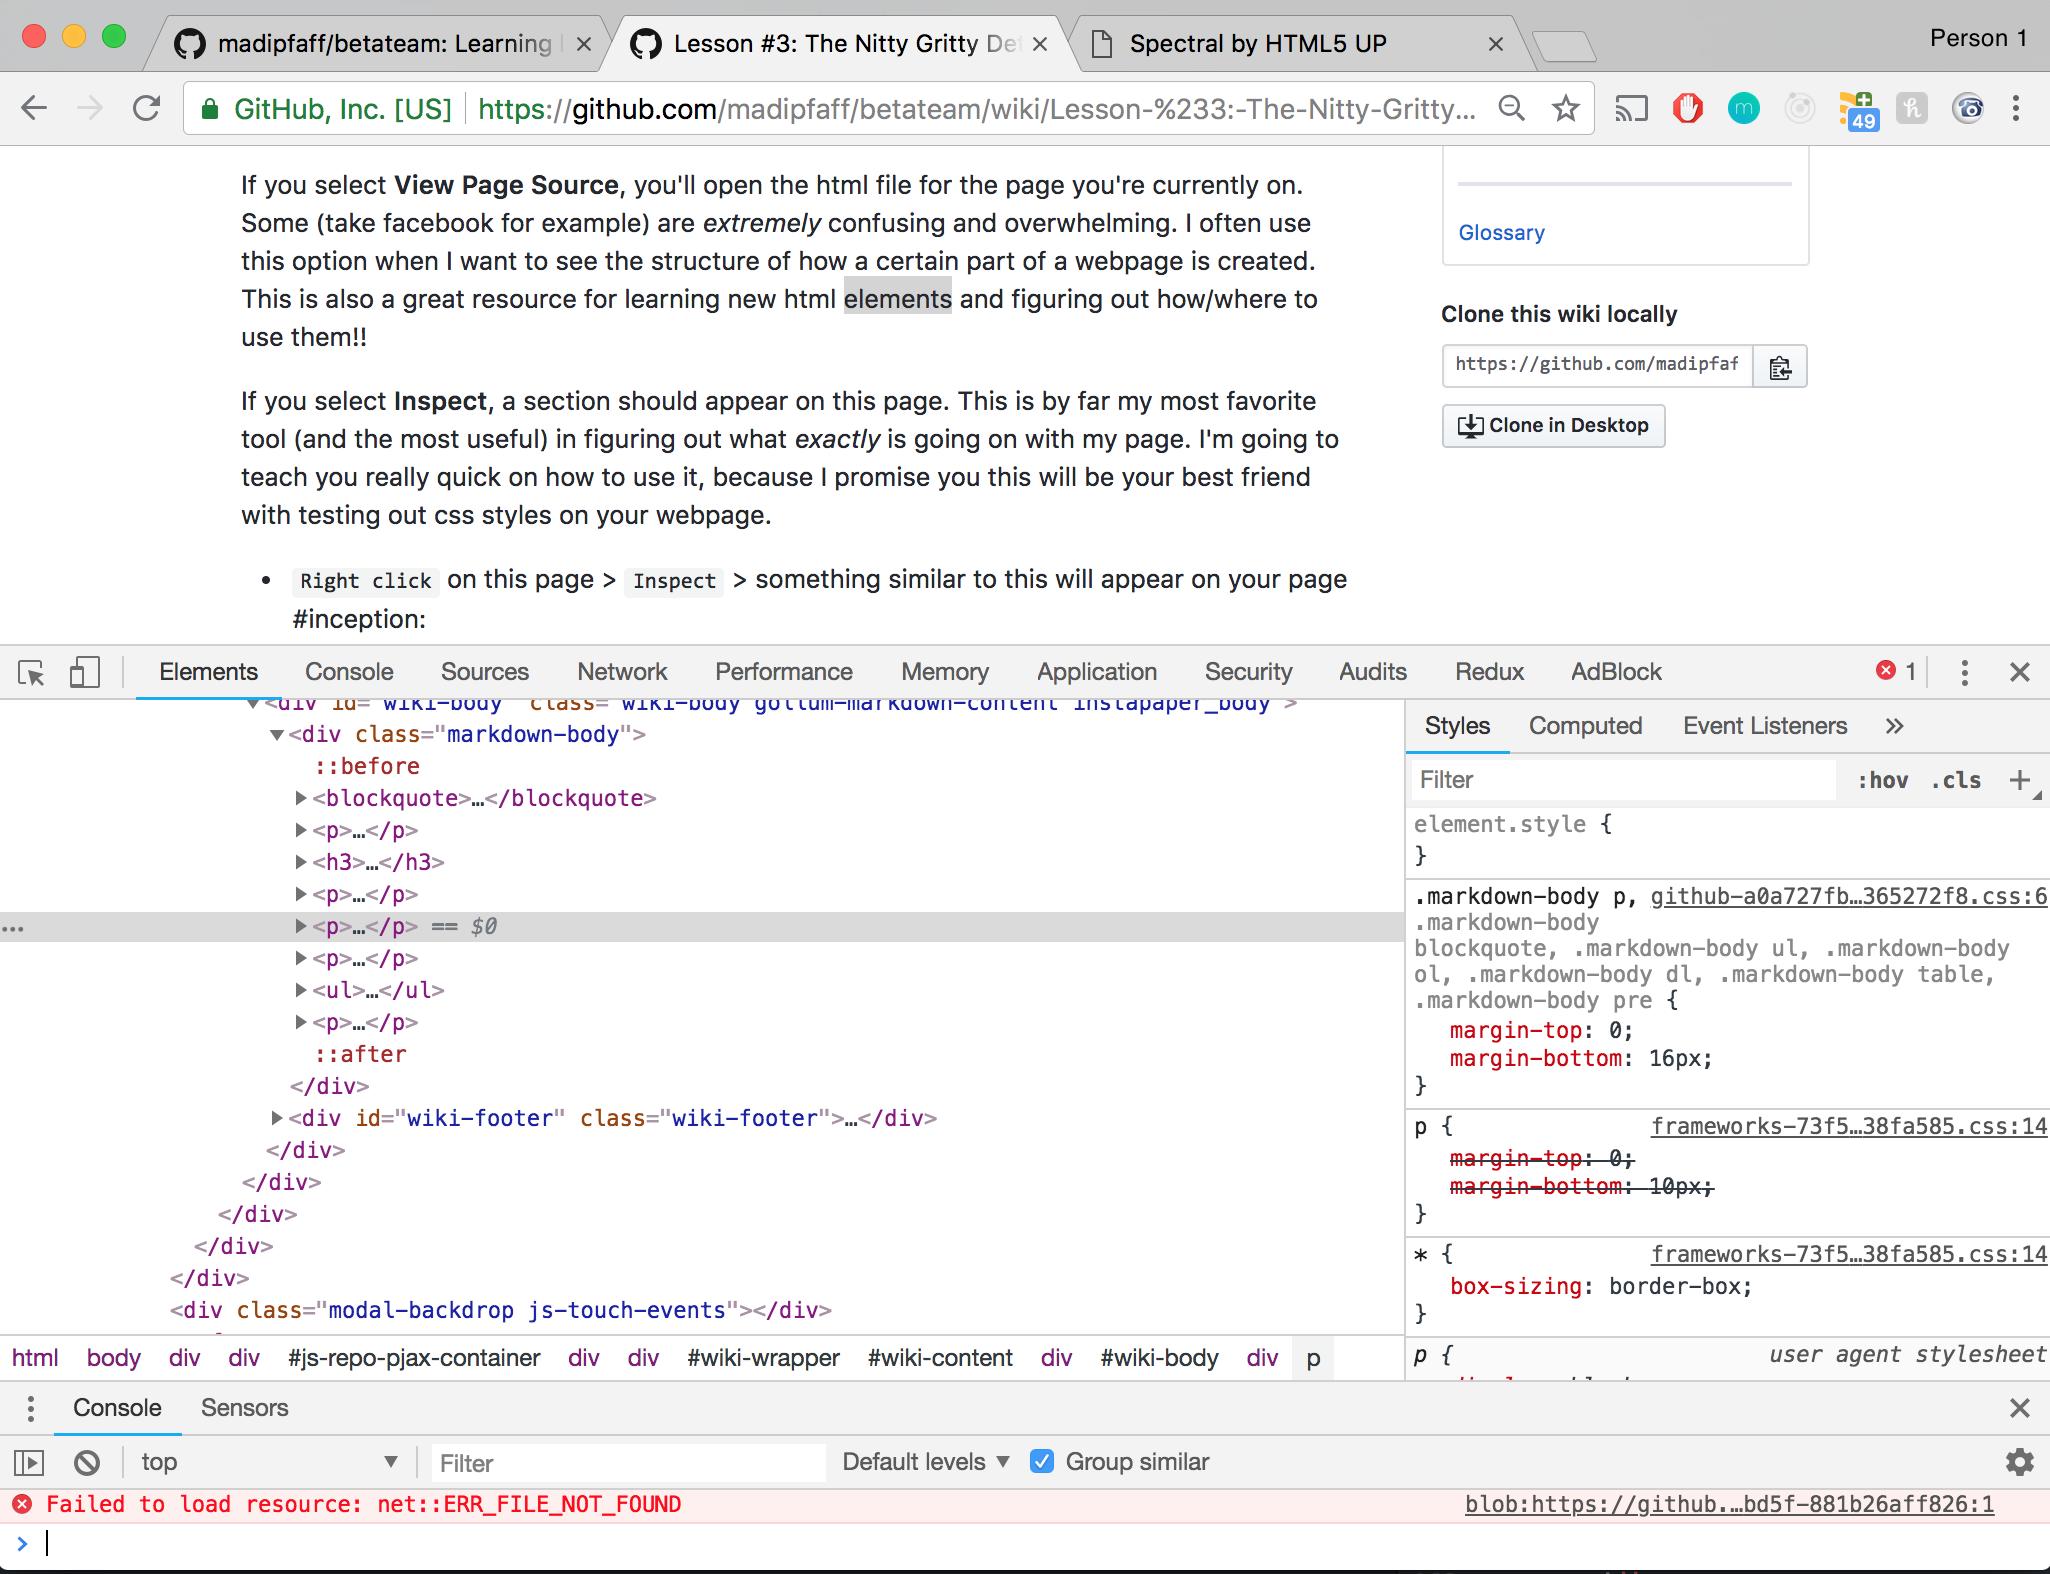 madipfaff/betateam: Learning
Lesson #3: The Nitty Gritty De
Spectral by HTML5 UP
Person 1
GitHub, Inc. [US]
https://github.com/madipfaff/betateam/wiki/Lesson-%233:-The-Nitty-Gritty...
m
49
h
If you select View Page Source, you'll open the html file for the page you're currently on.
Some (take facebook for example) are extremely confusing and overwhelming. I often use
this option when I want to see the structure of how a certain part of a webpage is created.
This is also a great resource for learning new html elements and figuring out how/where to
use them!!
If you select Inspect, a section should appear on this page. This is by far my most favorite
tool (and the most useful) in figuring out what exactly is going on with my page. I'm going to
teach you really quick on how to use it, because I promise you this will be your best friend
with testing out css styles on your webpage.
• Right click on this page > Inspect > something similar to this will appear on your page
#inception:
Glossary
Clone this wiki locally
https://github.com/madipfaf
Clone in Desktop
Elements Console Sources Network Performance Memory Application Security Audits Redux AdBlock
1
<div id="wiki-body" class="wiki-body gollum-markdown-content instapaper_body">
<div class="markdown-body">
::before
<blockquote>…</blockquote>
<p>…</p>
<h3>…</h3>
<p>…</p>
... <p>…</p> == $0
<p>…</p>
<ul>…</ul>
<p>…</p>
::after
</div>
<div id="wiki-footer" class="wiki-footer">…</div>
</div>
</div>
</div>
</div>
</div>
<div class="modal-backdrop js-touch-events"></div>
html body div div #js-repo-pjax-container div div #wiki-wrapper #wiki-content div #wiki-body div p
Styles Computed Event Listeners »
Filter
:hov .cls +
element.style {
}
.markdown-body p, github-a0a727fb…365272f8.css:6
.markdown-body
blockquote, .markdown-body ul, .markdown-body
ol, .markdown-body dl, .markdown-body table,
.markdown-body pre {
margin-top: 0;
margin-bottom: 16px;
}
p { frameworks-73f5…38fa585.css:14
margin-top: 0;
margin-bottom: 10px;
}
* { frameworks-73f5…38fa585.css:14
box-sizing: border-box;
}
p { user agent stylesheet
Console Sensors
top
Filter
Default levels
Group similar
Failed to load resource: net::ERR_FILE_NOT_FOUND
blob:https://github.…bd5f-881b26aff826:1
>